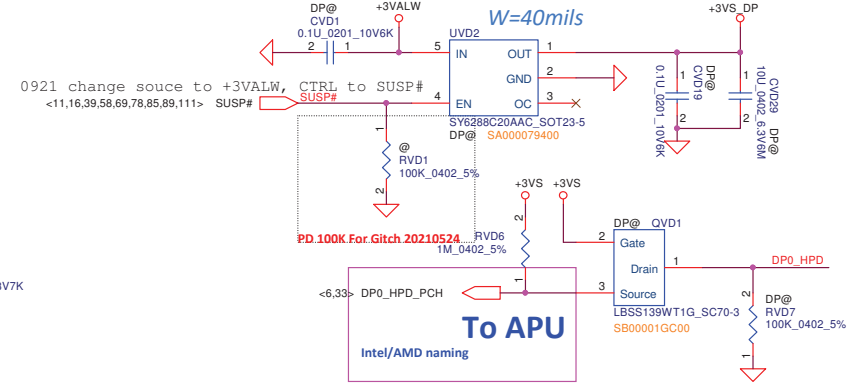 DP@
CVD1
0.1U_0201_10V6K
2
1
+3VALW
W=40mils
+3VS_DP
UVD2
5
IN
OUT
1
GND
2
4
EN
OC
3
SY6288C20AAC_SOT23-5
DP@
SA000079400
0921 change souce to +3VALW, CTRL to SUSP#
<11,16,39,58,69,78,85,89,111>
SUSP#
SUSP#
1
@
RVD1
100K_0402_5%
2
PD 100K For Gitch 20210524
1
2
DP@
CVD19
0.1U_0201_10V6K
1
2
CVD29
10U_0402_6.3V6M
DP@
+3VS
+3VS
2
RVD6
1M_0402_5%
1
DP@
QVD1
2
Gate
Drain
1
3
Source
LBSS139WT1G_SC70-3
SB00001GC00
DP0_HPD
2
DP@
RVD7
100K_0402_5%
1
<6,33>
DP0_HPD_PCH
To APU
Intel/AMD naming
V7K